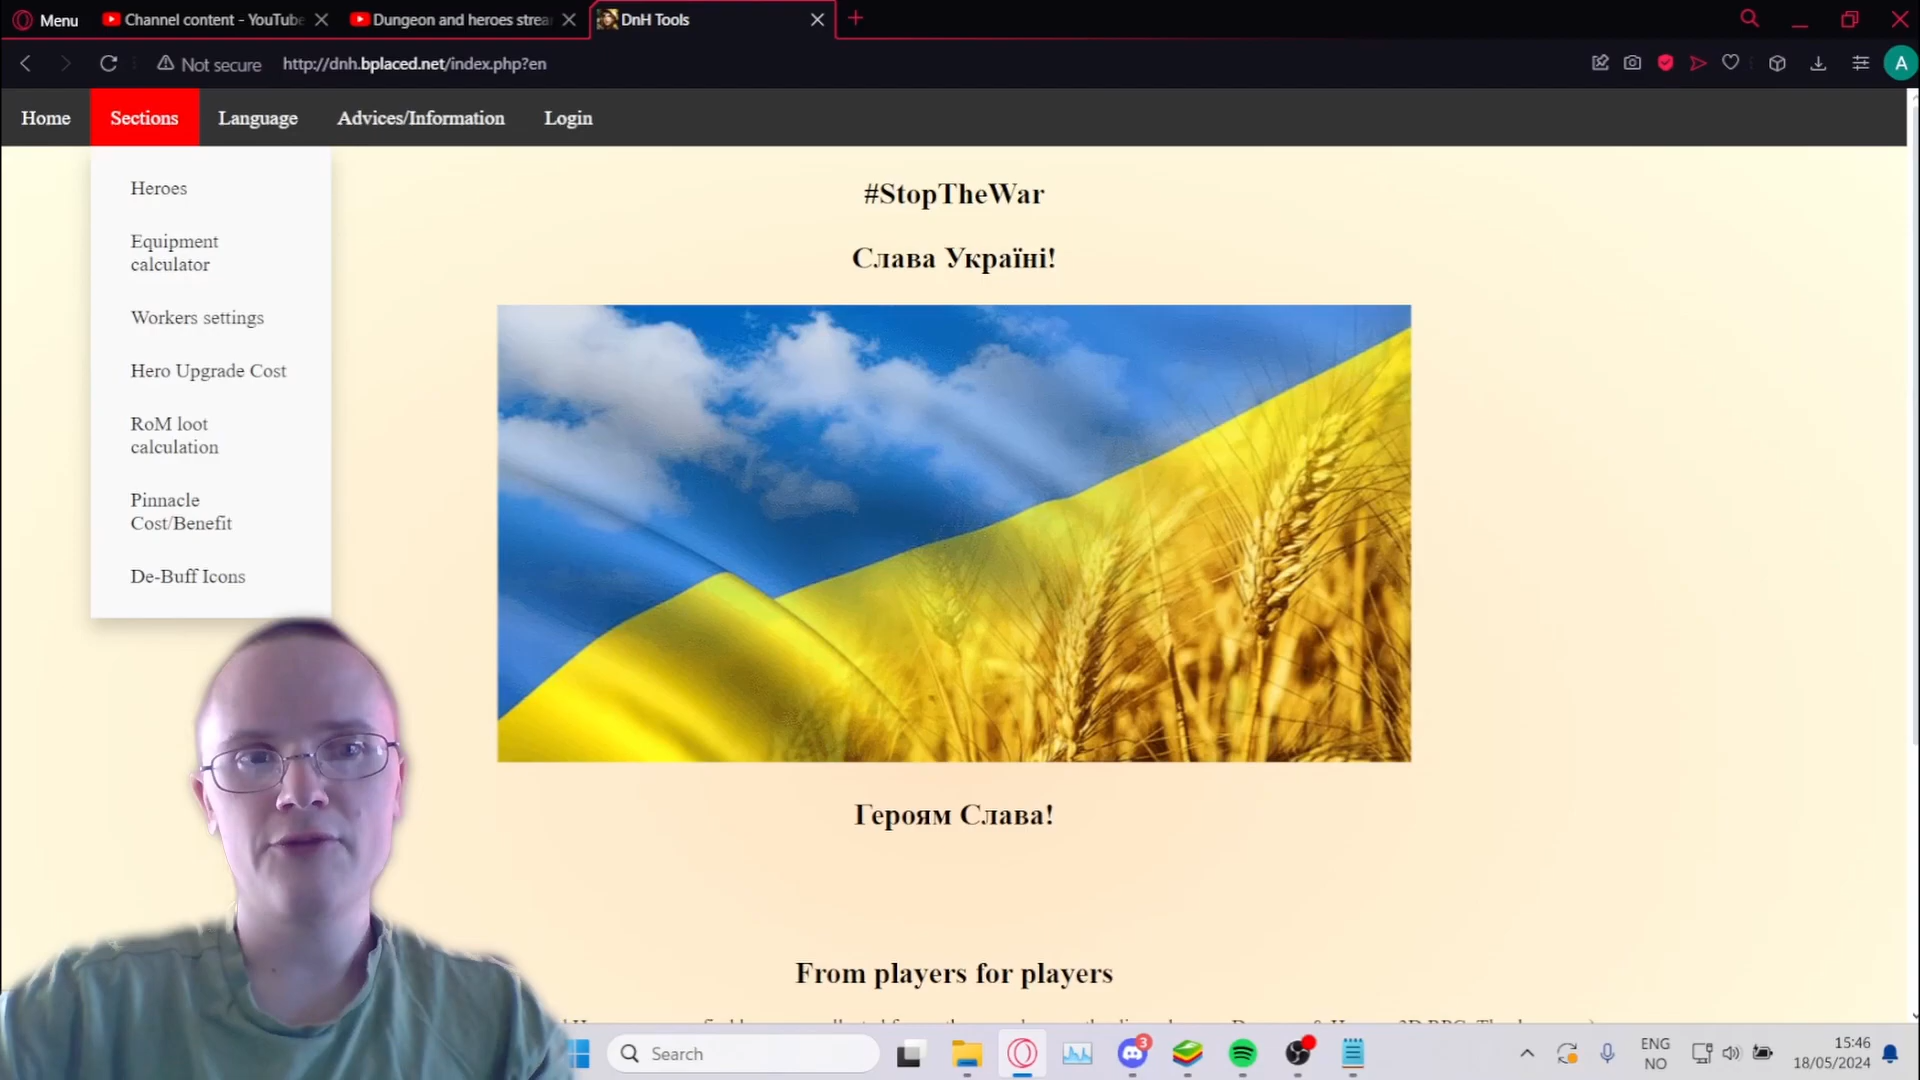 Menu
Channel content - YouTube
Dungeon and heroes strea
DnH Tools
Not secure
http://dnh.bplaced.net/index.php?en
A
Home
Sections
Language
Advices/Information
Login
Heroes
Equipment
calculator
Workers settings
Hero Upgrade Cost
RoM loot
calculation
Pinnacle
Cost/Benefit
De-Buff Icons
#StopTheWar
Слава Україні!
Героям Слава!
From players for players
Search
3
ENG
NO
15:46
18/05/2024